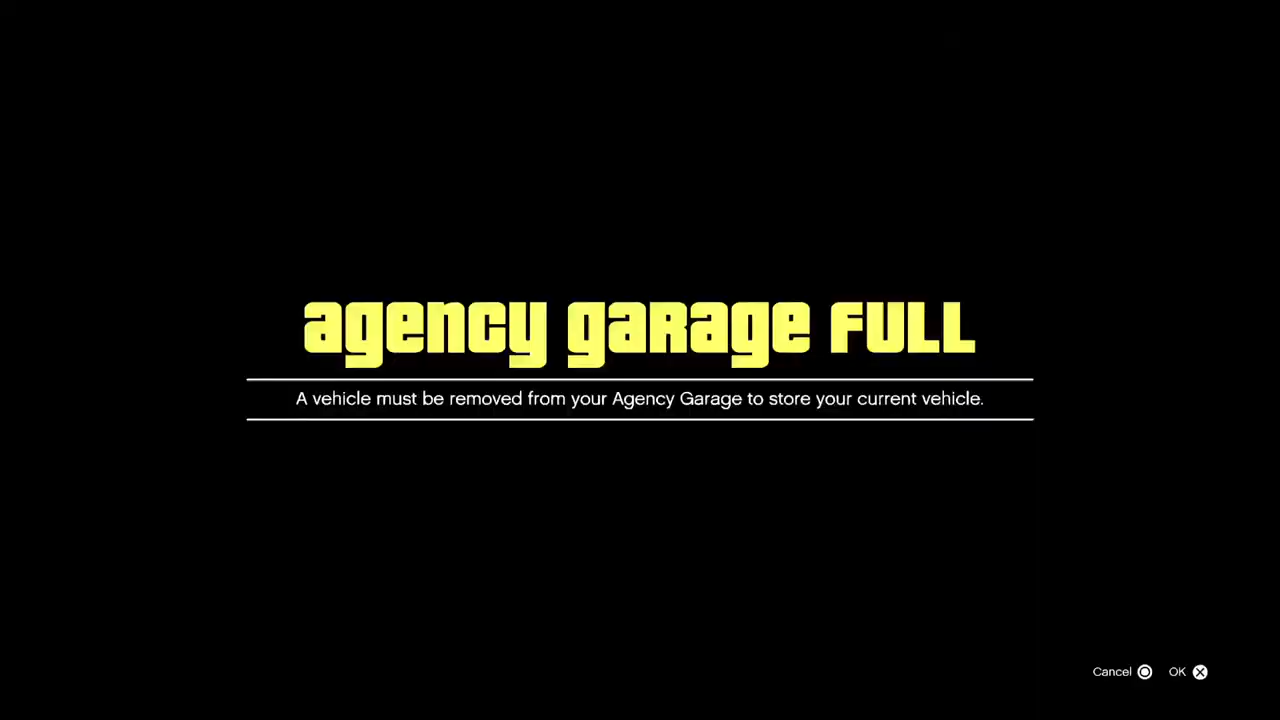 agency garage FULL
A vehicle must be removed from your Agency Garage to store your current vehicle.
Cancel OK